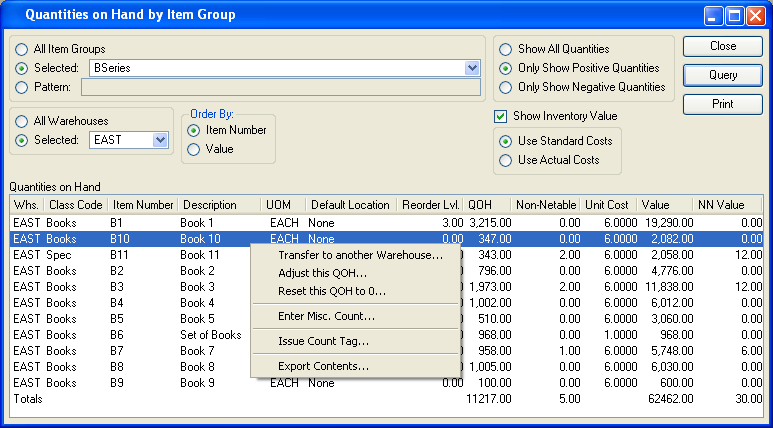 Quantities on Hand by Item Group
All Item Groups
Selected: BSeries
Pattern:
Show All Quantities
Only Show Positive Quantities
Only Show Negative Quantities
Close
Query
Print
All Warehouses
Selected: EAST
Order By:
Item Number
Value
Show Inventory Value
Use Standard Costs
Use Actual Costs
Quantities on Hand
Whs. Class Code Item Number Description UOM Default Location Reorder Lvl. QOH Non-Netable Unit Cost Value NN Value
EAST Books B1 Book 1 EACH None 3.00 3,215.00 0.00 6.0000 19,290.00 0.00
EAST Books B10 Book 10 EACH None 0.00 347.00 0.00 6.0000 2,082.00 0.00
EAST Spec B11 Book 11 343.00 2.00 6.0000 2,058.00 12.00
EAST Books B2 Book 2 796.00 0.00 6.0000 4,776.00 0.00
EAST Books B3 Book 3 1,973.00 2.00 6.0000 11,838.00 12.00
EAST Books B4 Book 4 1,002.00 0.00 6.0000 6,012.00 0.00
EAST Books B5 Book 5 510.00 0.00 6.0000 3,060.00 0.00
EAST Books B6 Set of Books 968.00 0.00 1.0000 968.00 0.00
EAST Books B7 Book 7 958.00 1.00 6.0000 5,748.00 6.00
EAST Books B8 Book 8 1,005.00 0.00 6.0000 6,030.00 0.00
EAST Books B9 Book 9 EACH None 0.00 100.00 0.00 6.0000 600.00 0.00
Totals 11217.00 5.00 62462.00 30.00
Transfer to another Warehouse...
Adjust this QOH...
Reset this QOH to 0...
Enter Misc. Count...
Issue Count Tag...
Export Contents...